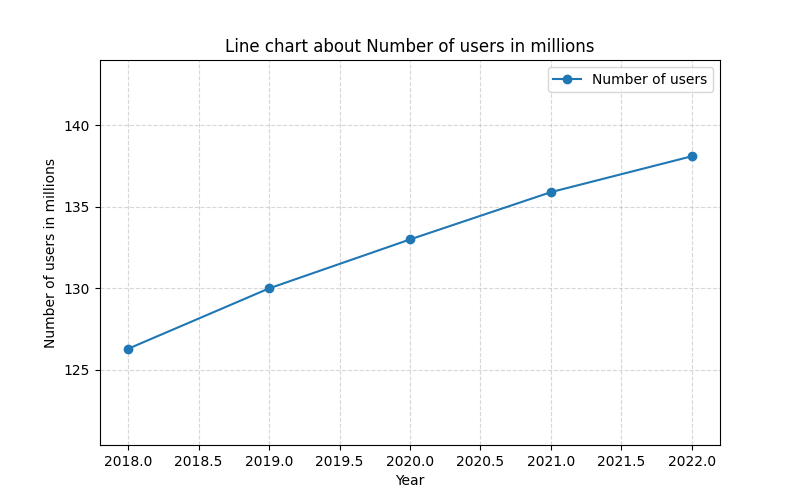 Line chart about Number of users in millions
Number of users
140
135
130
125
Number of users in millions
2018.0 2018.5 2019.0 2019.5 2020.0 2020.5 2021.0 2021.5 2022.0
Year